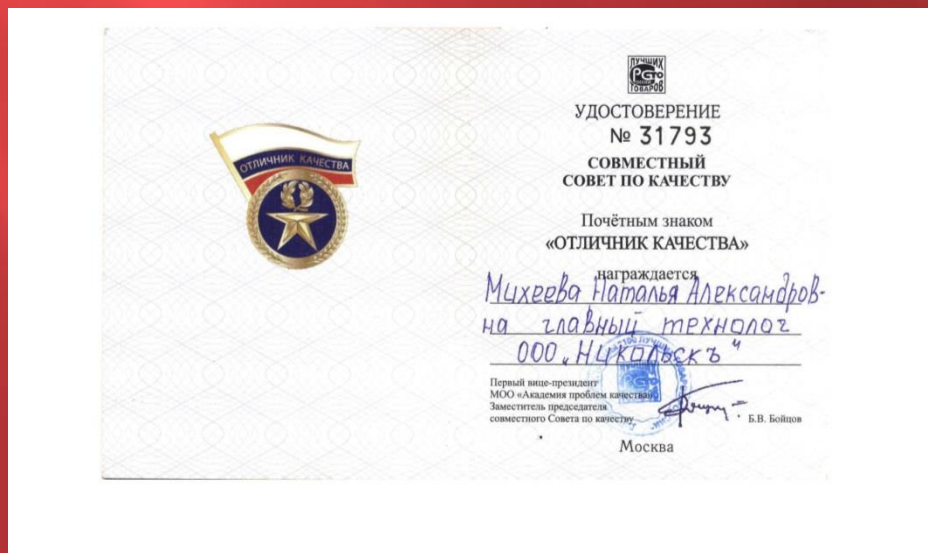 ОТЛИЧНИК КАЧЕСТВА
ЛУЧШИХ
ТОВАРОВ
УДОСТОВЕРЕНИЕ
№ 31793
СОВМЕСТНЫЙ
СОВЕТ ПО КАЧЕСТВУ
Почётным знаком
«ОТЛИЧНИК КАЧЕСТВА»
награждается
Михеева Наталья Александров-
на главный технолог
ООО „Никольскъ"
Первый вице-президент
МОО «Академия проблем качества»
Заместитель председателя
совместного Совета по качеству
Б.В. Бойцов
Москва